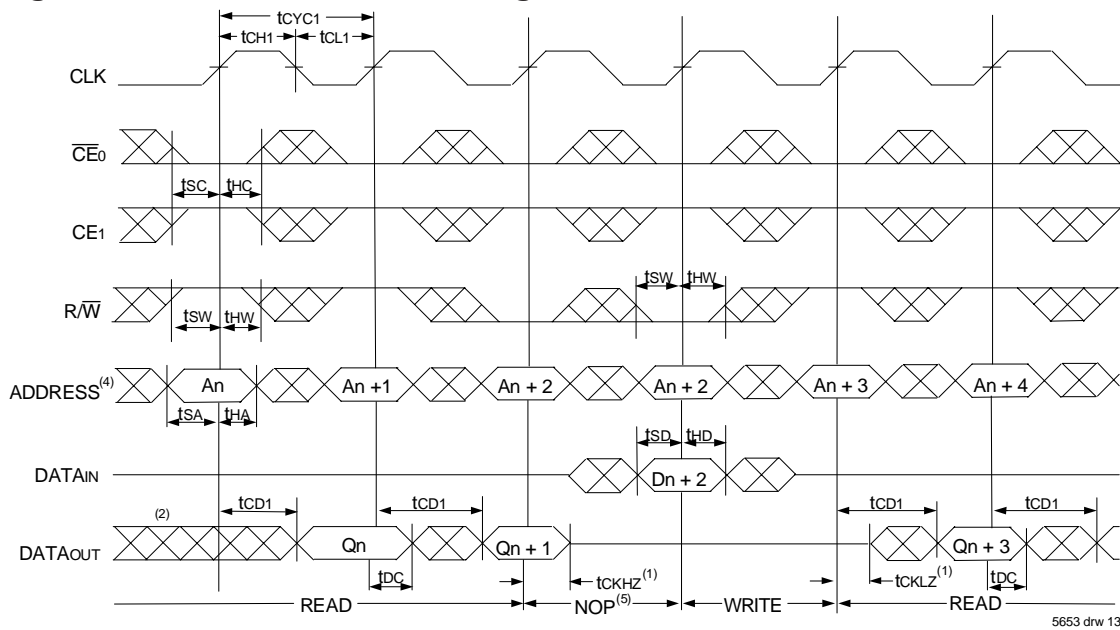 tCYC1
tCH1 tCL1
CLK
CE0
tSC tHC
CE1
tSW tHW
R/W
tSW tHW
ADDRESS(4) An An +1 An + 2 An + 2 An + 3 An + 4
tSA tHA
tSD tHD
DATAIN Dn + 2
(2) tCD1 tCD1 tCD1 tCD1
DATAOUT Qn Qn + 1 Qn + 3
tDC tCKHZ(1) tCKLZ(1) tDC
READ NOP(5) WRITE READ
5653 drw 13